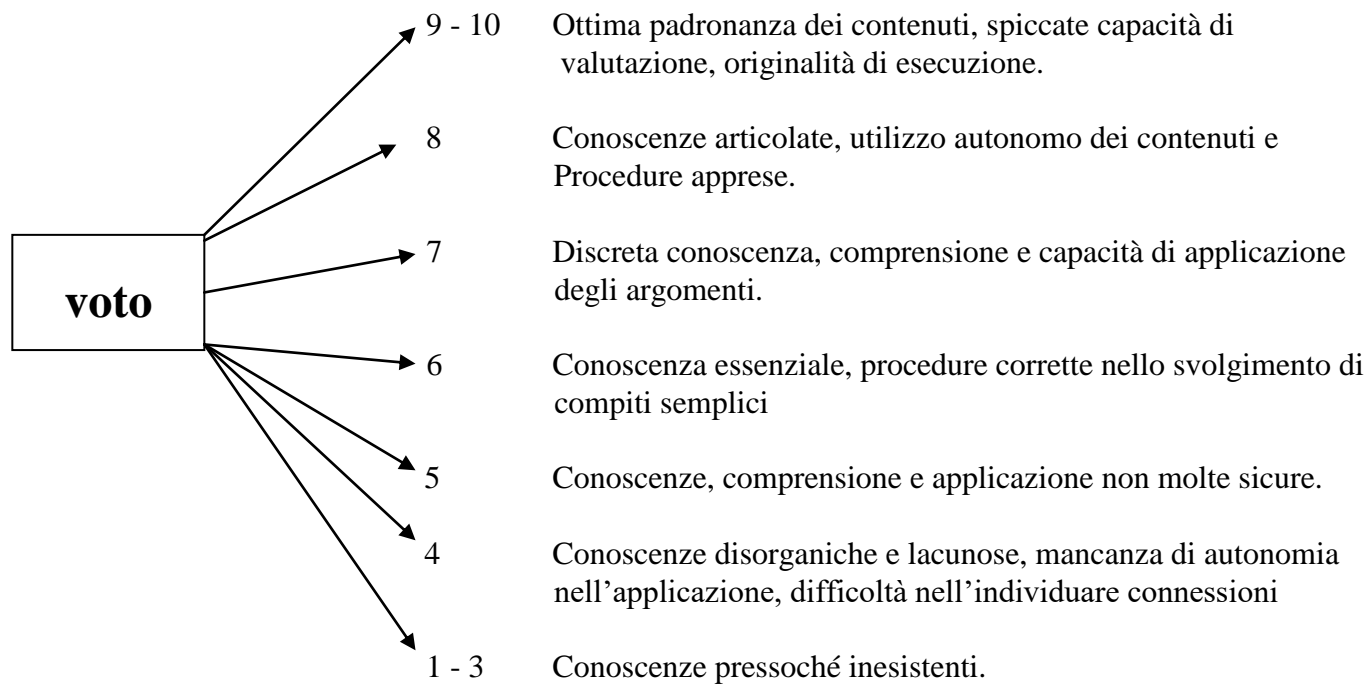 9 - 10 Ottima padronanza dei contenuti, spiccate capacità di
valutazione, originalità di esecuzione.
8 Conoscenze articolate, utilizzo autonomo dei contenuti e
Procedure apprese.
7 Discreta conoscenza, comprensione e capacità di applicazione
degli argomenti.
voto
6 Conoscenza essenziale, procedure corrette nello svolgimento di
compiti semplici
5 Conoscenze, comprensione e applicazione non molte sicure.
4 Conoscenze disorganiche e lacunose, mancanza di autonomia
nell’applicazione, difficoltà nell’individuare connessioni
1 - 3 Conoscenze pressoché inesistenti.